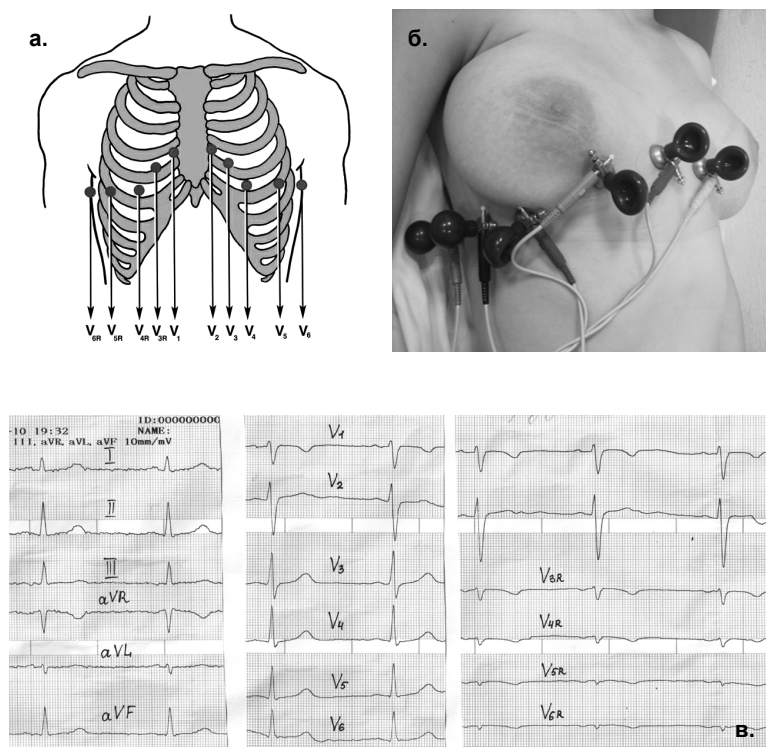 а.
б.
V6R V5R V4R V3R V1 V2 V3 V4 V5 V6
-10 19:32
ID:000000000
NAME:
III, aVR, aVL, aVF 10mm/mV
I
II
III
aVR
aVL
aVF
V1
V2
V3
V4
V5
V6
V3R
V4R
V5R
V6R
в.